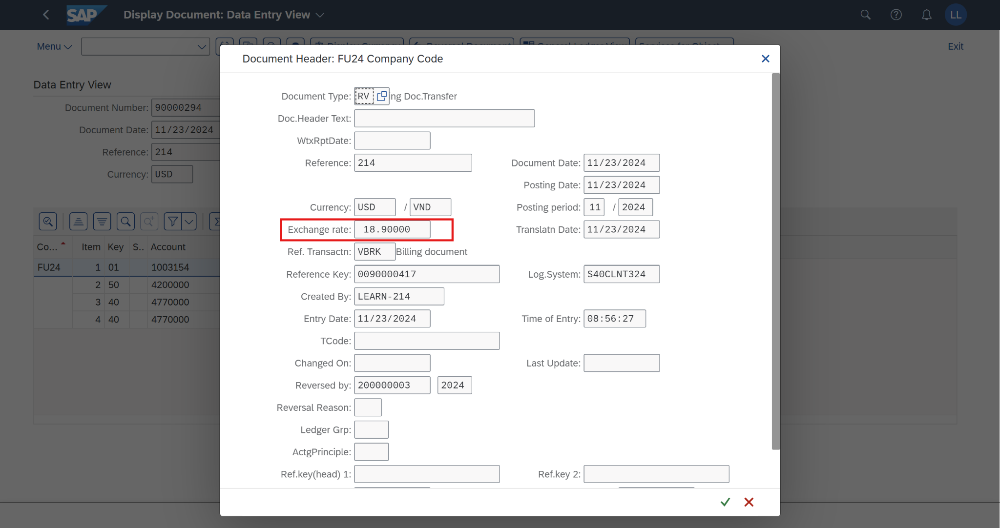 SAP Display Document: Data Entry View
LL
Menu
Exit
Document Header: FU24 Company Code
Data Entry View
Document Number: 90000294
Document Date: 11/23/2024
Reference: 214
Currency: USD
Co... Item Key S.. Account
FU24 1 01 1003154
2 50 4200000
3 40 4770000
4 40 4770000
Document Type: RV ing Doc.Transfer
Doc.Header Text:
WtxRptDate:
Reference: 214 Document Date: 11/23/2024
Posting Date: 11/23/2024
Currency: USD / VND Posting period: 11 / 2024
Exchange rate: 18.90000 Translatn Date: 11/23/2024
Ref. Transactn: VBRK Billing document
Reference Key: 0090000417 Log.System: S40CLNT324
Created By: LEARN-214
Entry Date: 11/23/2024 Time of Entry: 08:56:27
TCode:
Changed On: Last Update:
Reversed by: 200000003 2024
Reversal Reason:
Ledger Grp:
ActgPrinciple:
Ref.key(head) 1: Ref.key 2: